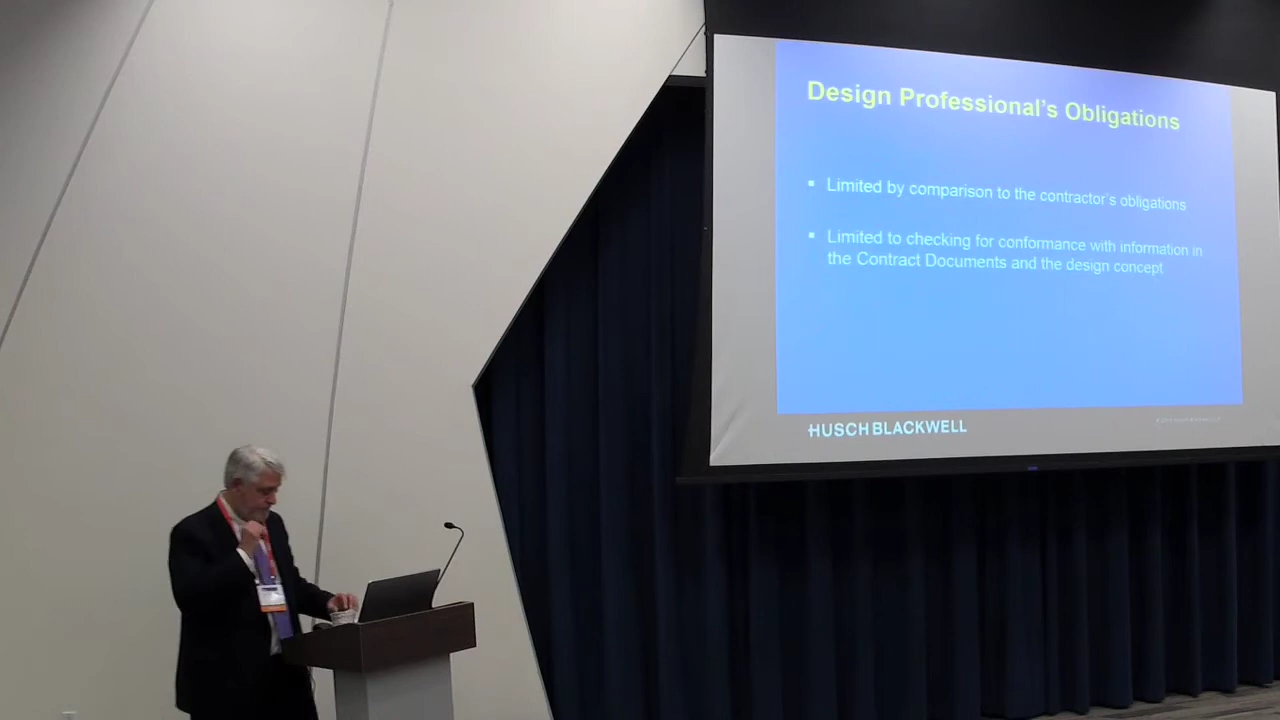 Design Professional's Obligations
▪ Limited by comparison to the contractor's obligations
▪ Limited to checking for conformance with information in
the Contract Documents and the design concept
HUSCH BLACKWELL